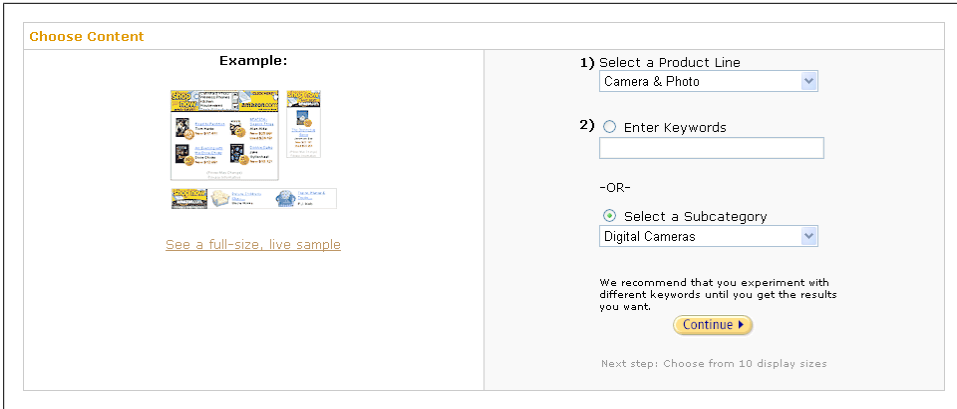 Choose Content
Example:
amazon.com
See a full-size, live sample
1) Select a Product Line
Camera & Photo
2) Enter Keywords
-OR-
Select a Subcategory
Digital Cameras
We recommend that you experiment with
different keywords until you get the results
you want.
Continue
Next step: Choose from 10 display sizes